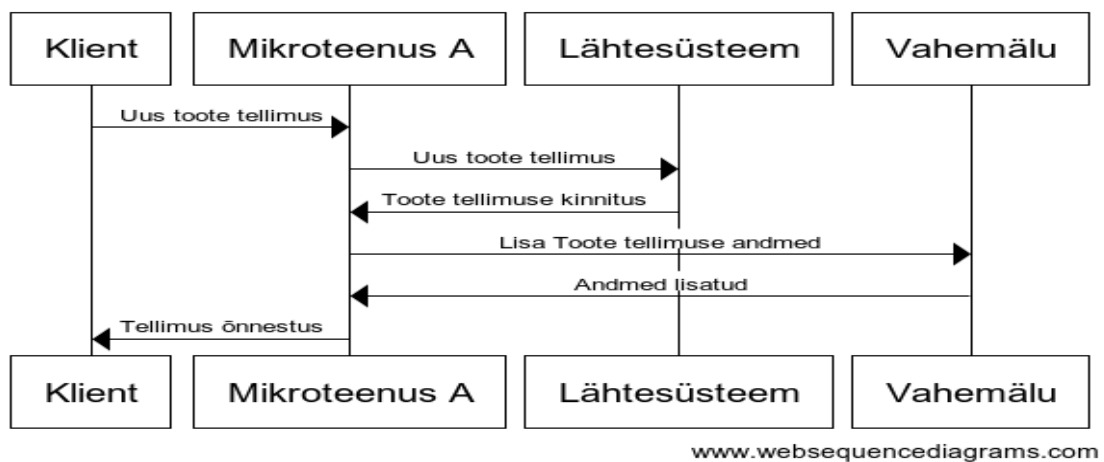 Klient Mikroteenus A Lähtesüsteem Vahemälu
Uus toote tellimus
Uus toote tellimus
Toote tellimuse kinnitus
Lisa Toote tellimuse andmed
Andmed lisatud
Tellimus õnnestus
Klient Mikroteenus A Lähtesüsteem Vahemälu
www.websequencediagrams.com